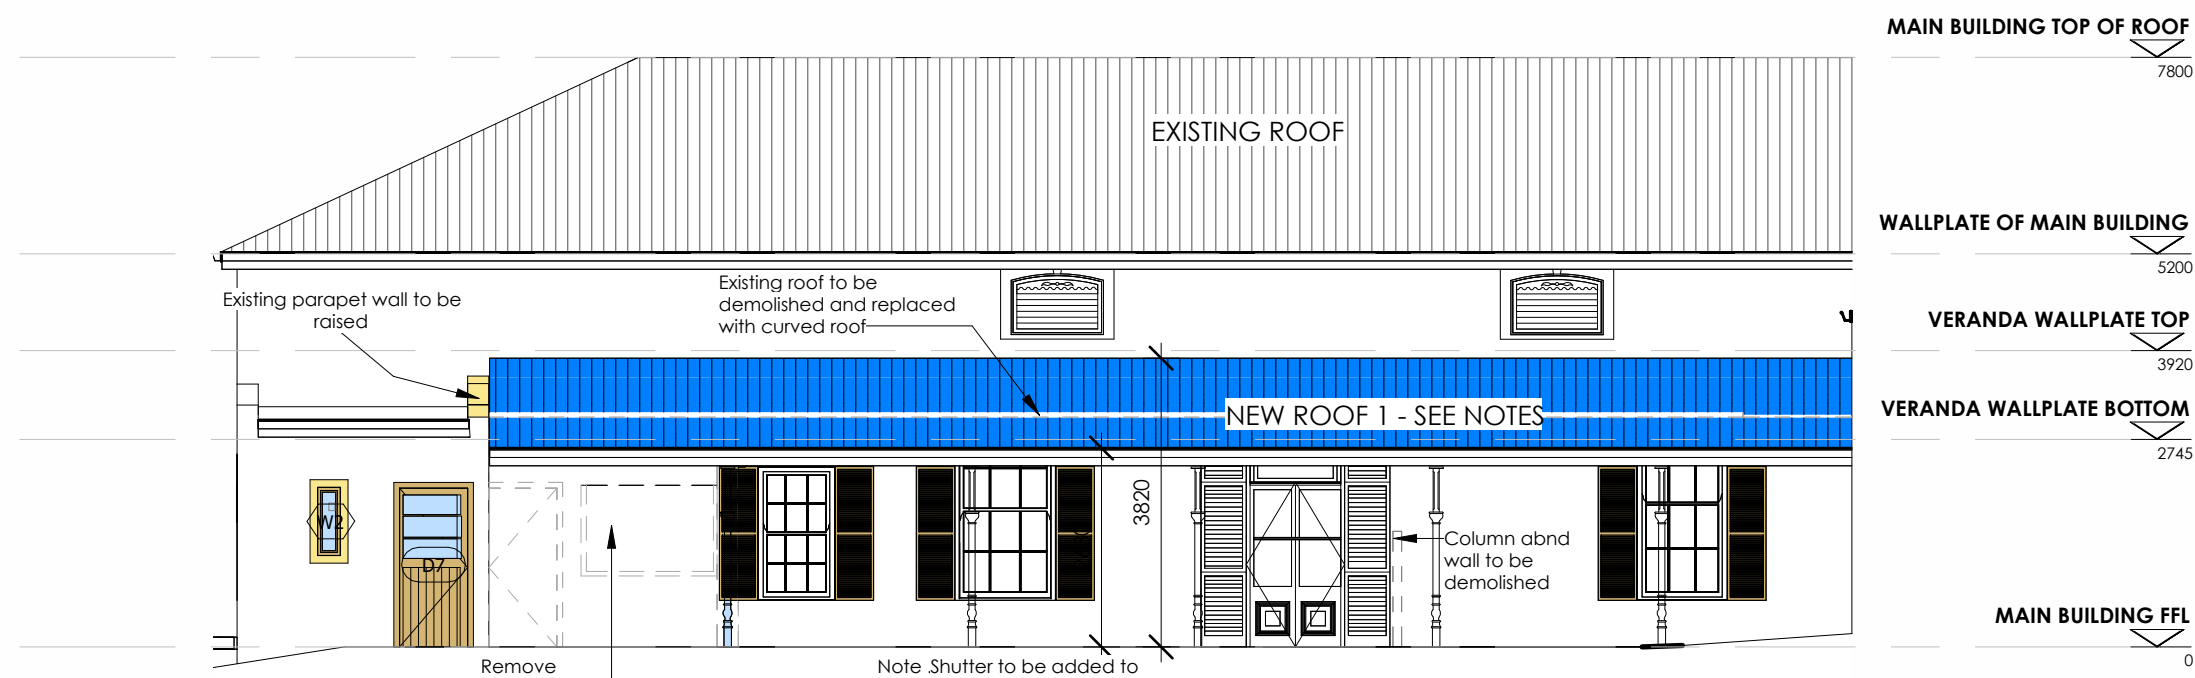 MAIN BUILDING TOP OF ROOF
7800
EXISTING ROOF
WALLPLATE OF MAIN BUILDING
5200
Existing parapet wall to be
raised
Existing roof to be
demolished and replaced
with curved roof
VERANDA WALLPLATE TOP
3920
NEW ROOF 1 - SEE NOTES
VERANDA WALLPLATE BOTTOM
2745
W2
D7
3820
Column abnd
wall to be
demolished
MAIN BUILDING FFL
0
Remove
Note .Shutter to be added to